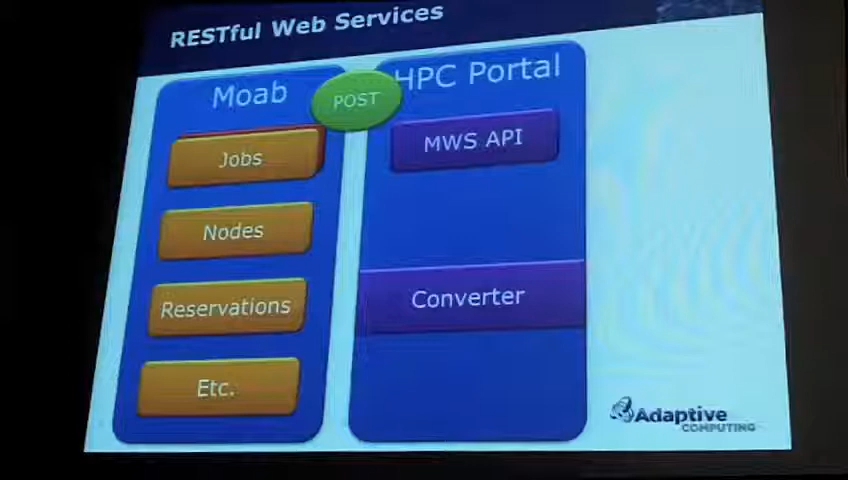 RESTful Web Services
Moab
POST
HPC Portal
Jobs
MWS API
Nodes
Converter
Reservations
Etc.
Adaptive
COMPUTING